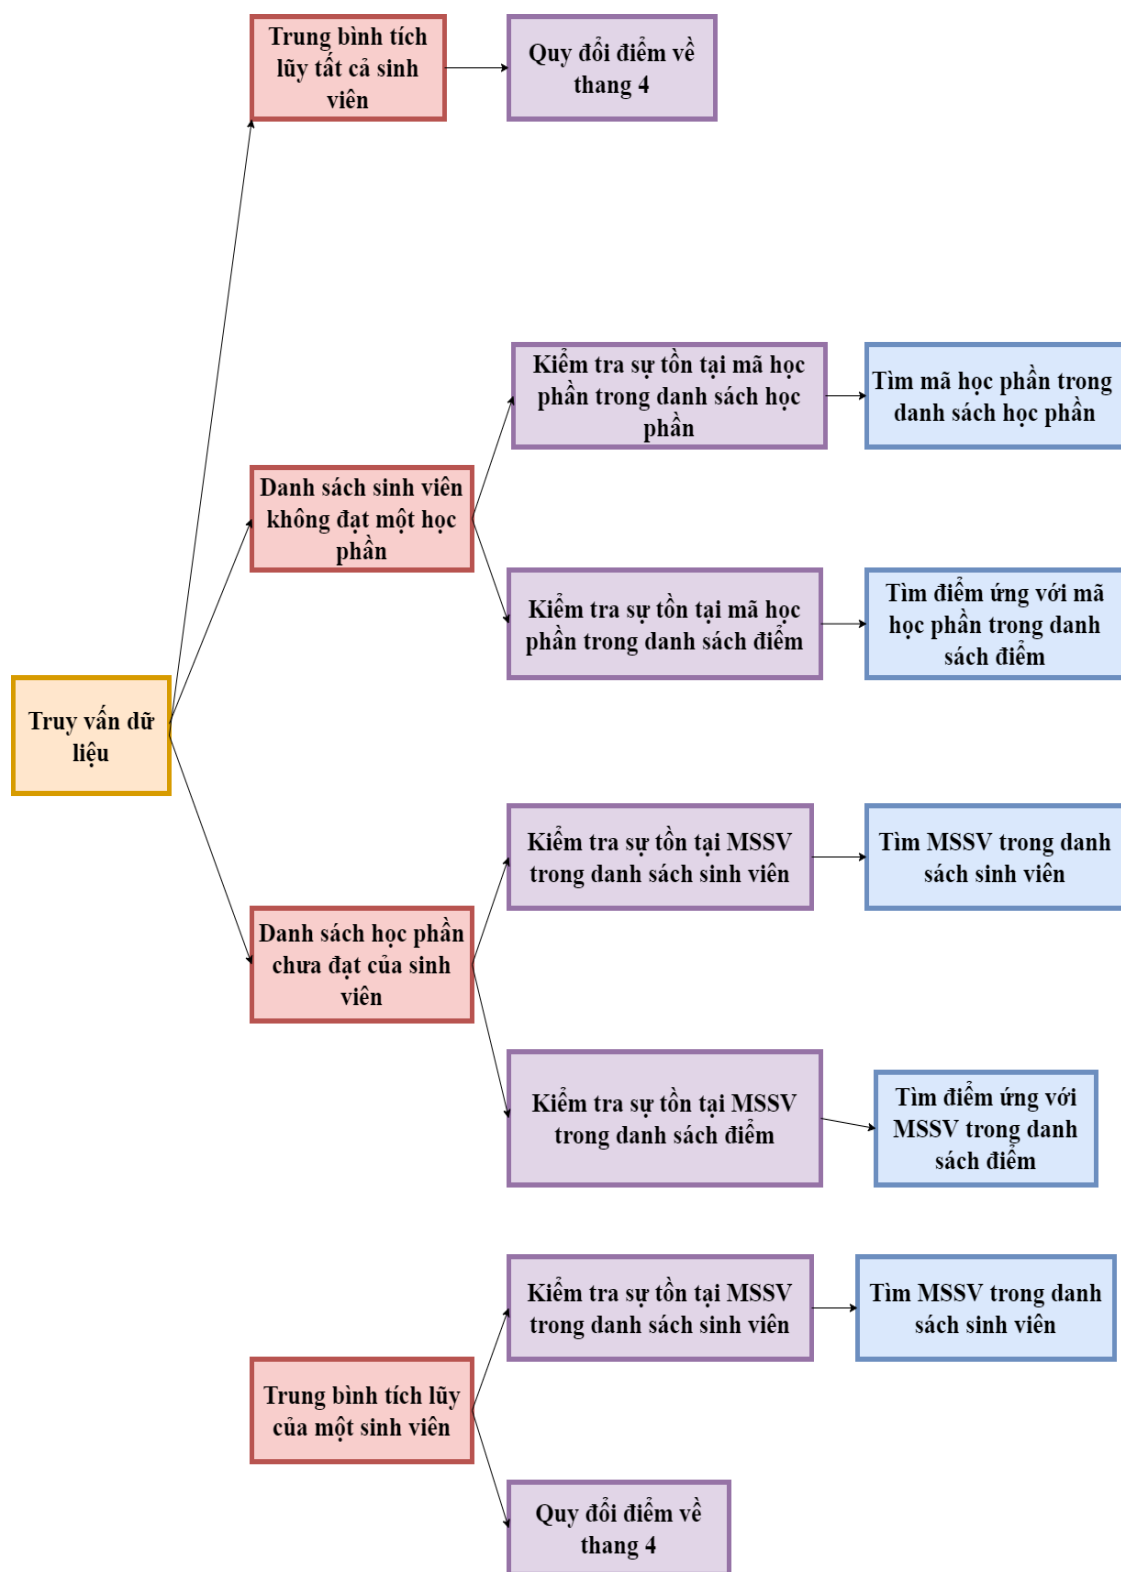 Trung bình tích
lũy tất cả sinh
viên
Quy đổi điểm về
thang 4
Kiểm tra sự tồn tại mã học
phần trong danh sách học
phần
Tìm mã học phần trong
danh sách học phần
Danh sách sinh viên
không đạt một học
phần
Kiểm tra sự tồn tại mã học
phần trong danh sách điểm
Tìm điểm ứng với mã
học phần trong danh
sách điểm
Truy vấn dữ
liệu
Kiểm tra sự tồn tại MSSV
trong danh sách sinh viên
Tìm MSSV trong danh
sách sinh viên
Danh sách học phần
chưa đạt của sinh
viên
Kiểm tra sự tồn tại MSSV
trong danh sách điểm
Tìm điểm ứng với
MSSV trong danh
sách điểm
Kiểm tra sự tồn tại MSSV
trong danh sách sinh viên
Tìm MSSV trong danh
sách sinh viên
Trung bình tích lũy
của một sinh viên
Quy đổi điểm về
thang 4